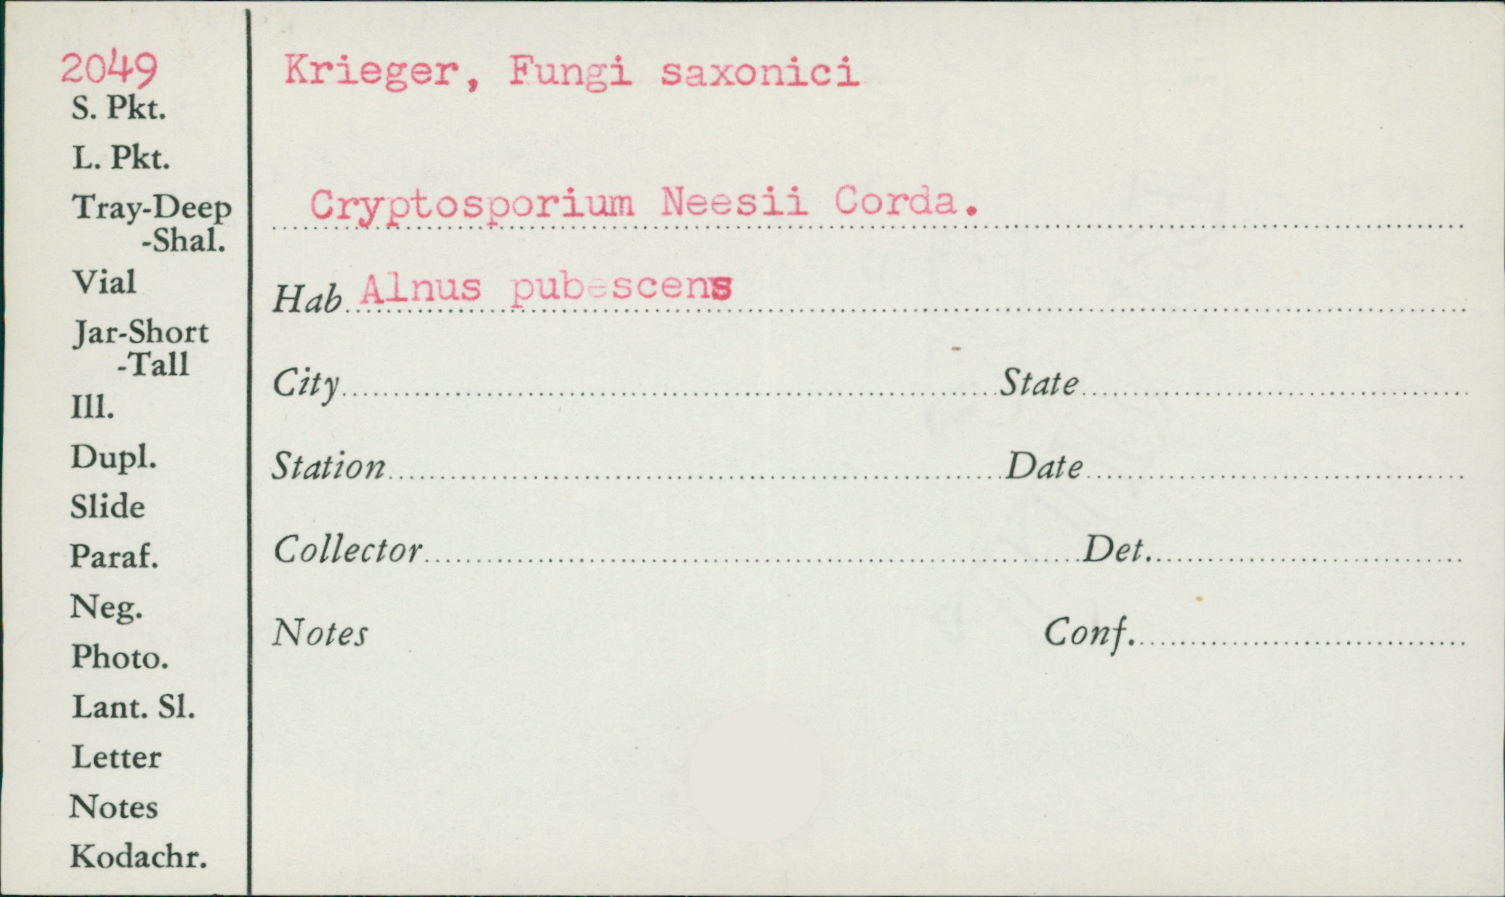 2049
S. Pkt.
L. Pkt.
Tray-Deep
-Shal.
Vial
Jar-Short
-Tall
Ill.
Dupl.
Slide
Paraf.
Neg.
Photo.
Lant. Sl.
Letter
Notes
Kodachr.
Krieger, Fungi saxonici
Cryptosporium Neesii Corda.
Hab Alnus pubescens
City State
Station Date
Collector Det.
Notes Conf.